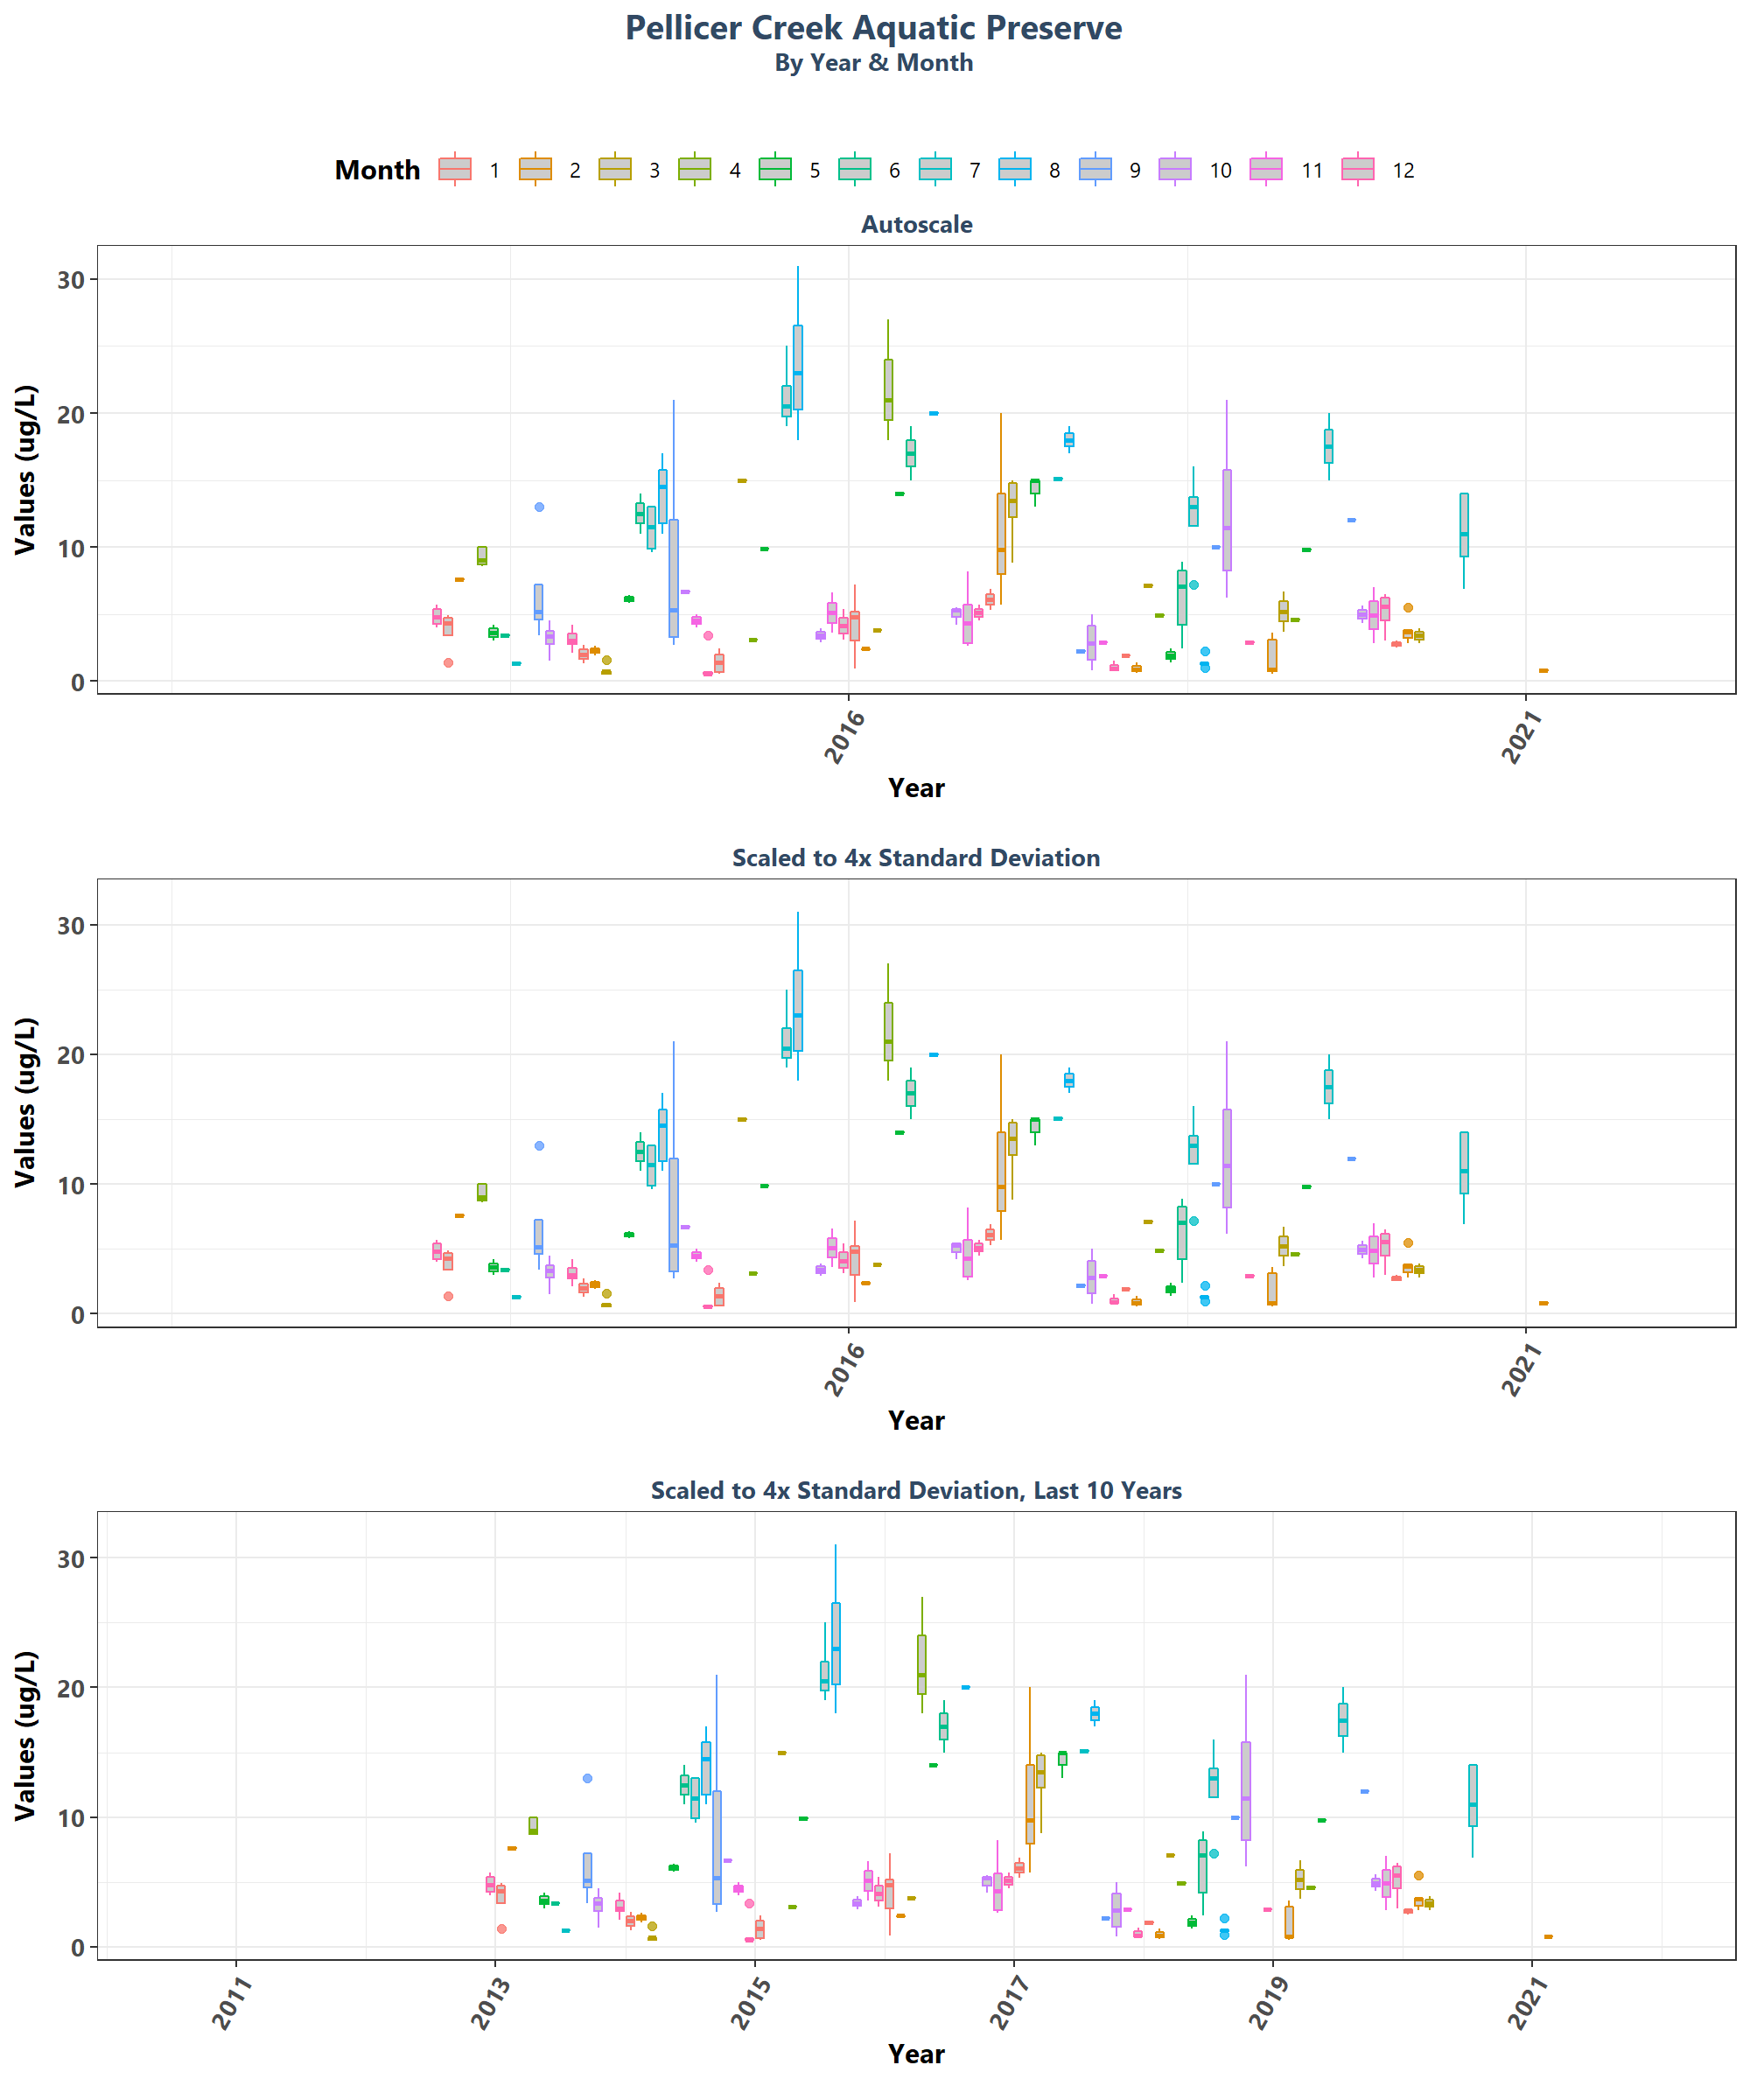 Pellicer Creek Aquatic Preserve
By Year & Month
Month 1 2 3 4 5 6 7 8 9 10 11 12
Autoscale
Values (ug/L)
30
20
10
0
2016 2021
Year
Scaled to 4x Standard Deviation
Values (ug/L)
30
20
10
0
2016 2021
Year
Scaled to 4x Standard Deviation, Last 10 Years
Values (ug/L)
30
20
10
0
2011 2013 2015 2017 2019 2021
Year